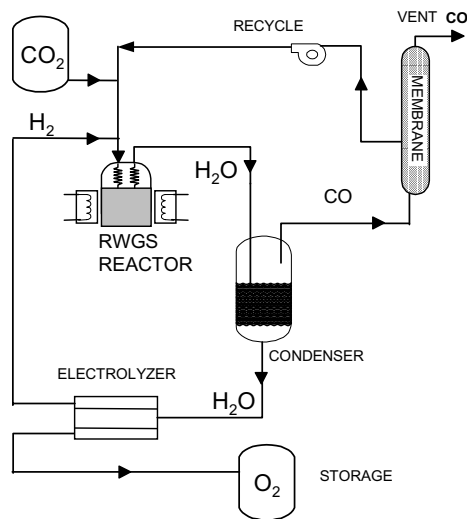 VENT CO
RECYCLE
CO2
MEMBRANE
H2
H2O
CO
RWGS
REACTOR
CONDENSER
ELECTROLYZER
H2O
O2
STORAGE